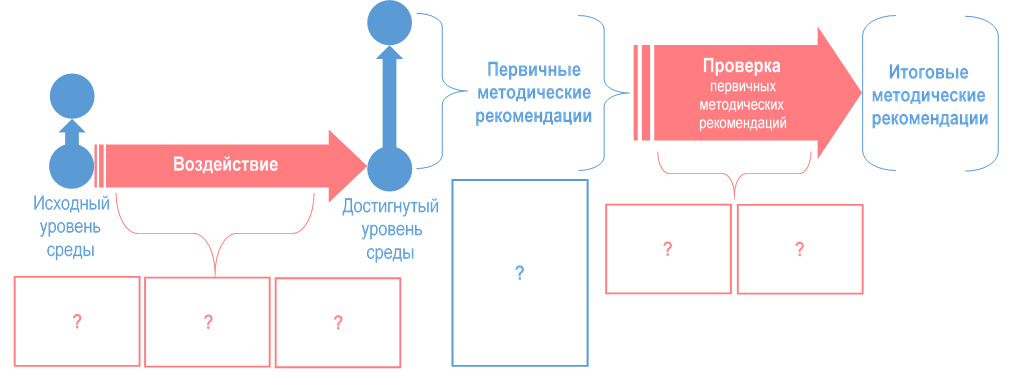 Воздействие
Исходный
уровень
среды
Достигнутый
уровень
среды
?
?
?
Первичные
методические
рекомендации
?
Проверка
первичных
методических
рекомендаций
?
?
Итоговые
методические
рекомендации